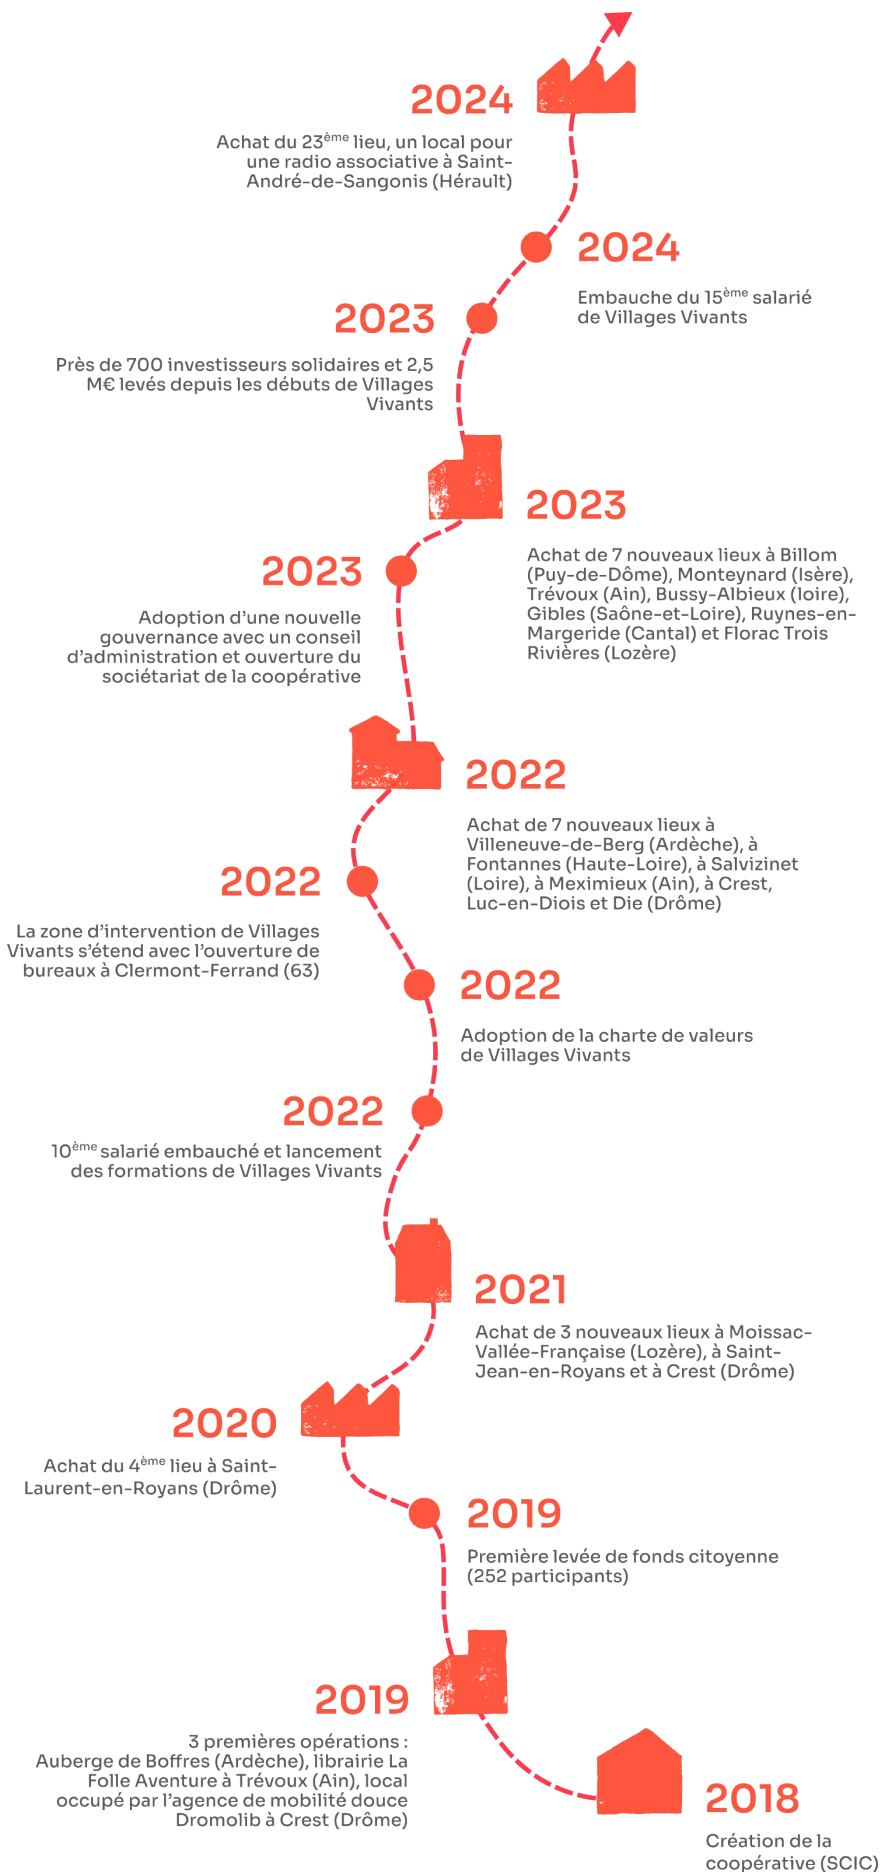 2024
Achat du 23ème lieu, un local pour
une radio associative à Saint-
André-de-Sangonis (Hérault)
2024
Embauche du 15ème salarié
de Villages Vivants
2023
Près de 700 investisseurs solidaires et 2,5
M€ levés depuis les débuts de Villages
Vivants
2023
Achat de 7 nouveaux lieux à Billom
(Puy-de-Dôme), Monteynard (Isère),
Trévoux (Ain), Bussy-Albieux (loire),
Gibles (Saône-et-Loire), Ruynes-en-
Margeride (Cantal) et Florac Trois
Rivières (Lozère)
2023
Adoption d’une nouvelle
gouvernance avec un conseil
d’administration et ouverture du
sociétariat de la coopérative
2022
Achat de 7 nouveaux lieux à
Villeneuve-de-Berg (Ardèche), à
Fontannes (Haute-Loire), à Salvizinet
(Loire), à Meximieux (Ain), à Crest,
Luc-en-Diois et Die (Drôme)
2022
La zone d’intervention de Villages
Vivants s’étend avec l’ouverture de
bureaux à Clermont-Ferrand (63)
2022
Adoption de la charte de valeurs
de Villages Vivants
2022
10ème salarié embauché et lancement
des formations de Villages Vivants
2021
Achat de 3 nouveaux lieux à Moissac-
Vallée-Française (Lozère), à Saint-
Jean-en-Royans et à Crest (Drôme)
2020
Achat du 4ème lieu à Saint-
Laurent-en-Royans (Drôme)
2019
Première levée de fonds citoyenne
(252 participants)
2019
3 premières opérations :
Auberge de Boffres (Ardèche), librairie La
Folle Aventure à Trévoux (Ain), local
occupé par l’agence de mobilité douce
Dromolib à Crest (Drôme)
2018
Création de la
coopérative (SCIC)